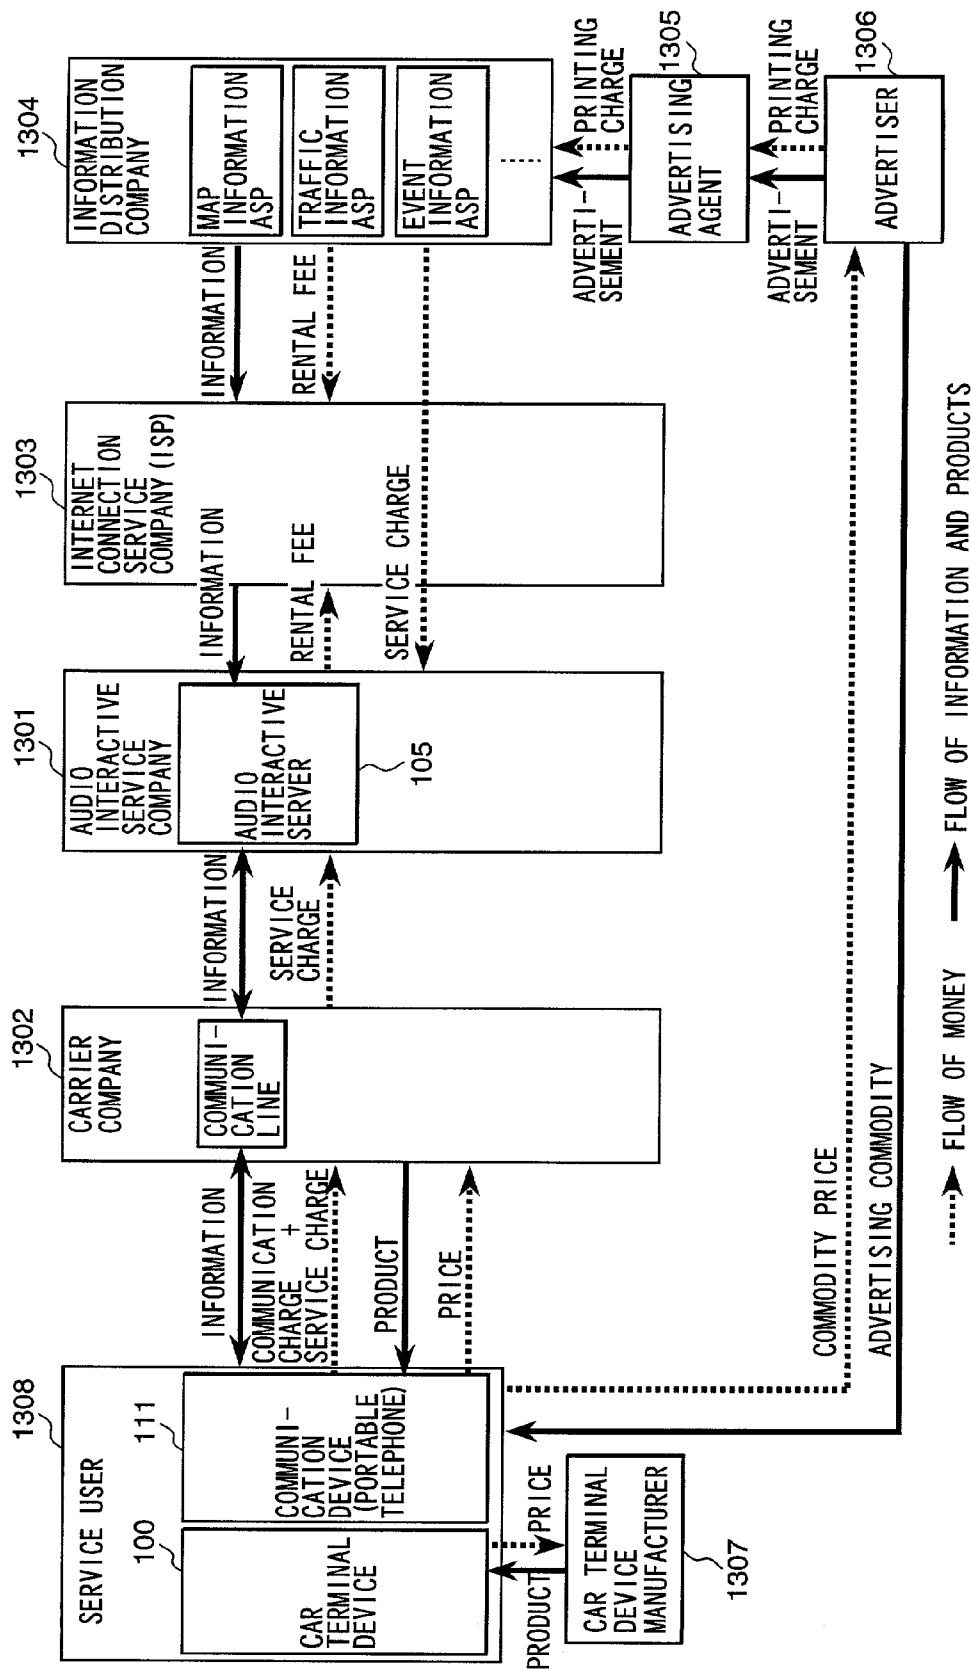 1308
SERVICE USER
100
CAR
TERMINAL
DEVICE
111
COMMUNI-
CATION
DEVICE
(PORTABLE
TELEPHONE)
PRODUCT
PRICE
CAR TERMINAL
DEVICE
MANUFACTURER
1307
INFORMATION
COMMUNICATION
CHARGE +
SERVICE CHARGE
PRODUCT
PRICE
1302
CARRIER
COMPANY
COMMUNI-
CATION
LINE
INFORMATION
SERVICE
CHARGE
1301
AUDIO
INTERACTIVE
SERVICE
COMPANY
AUDIO
INTERACTIVE
SERVER
105
INFORMATION
RENTAL FEE
SERVICE CHARGE
1303
INTERNET
CONNECTION
SERVICE
COMPANY(ISP)
INFORMATION
RENTAL FEE
1304
INFORMATION
DISTRIBUTION
COMPANY
MAP
INFORMATION
ASP
TRAFFIC
INFORMATION
ASP
EVENT
INFORMATION
ASP
ADVERTI-
SEMENT
PRINTING
CHARGE
1305
ADVERTISING
AGENT
ADVERTI-
SEMENT
PRINTING
CHARGE
1306
ADVERTISER
COMMODITY PRICE
ADVERTISING COMMODITY
FLOW OF MONEY
FLOW OF INFORMATION AND PRODUCTS